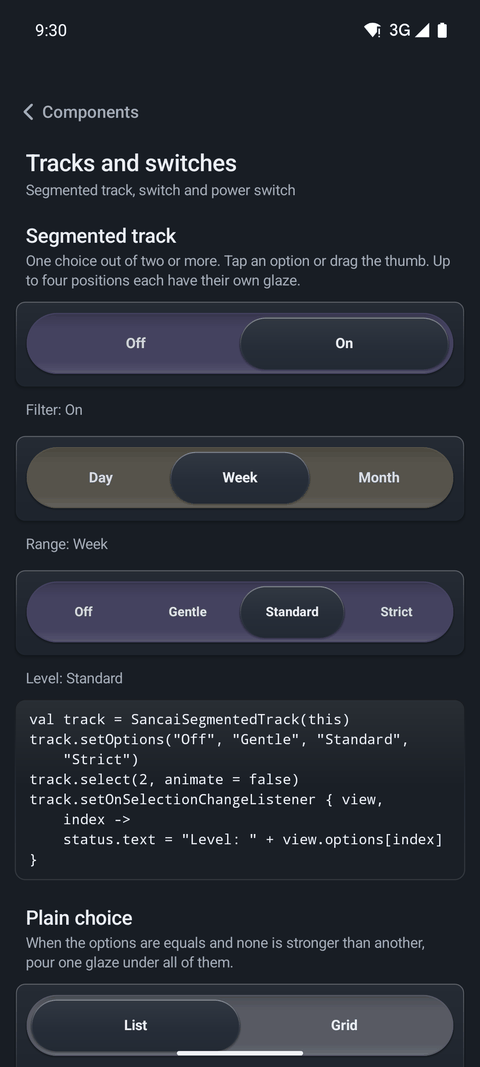 9:30
3G
Components
Tracks and switches
Segmented track, switch and power switch
Segmented track
One choice out of two or more. Tap an option or drag the thumb. Up
to four positions each have their own glaze.
Off On
Filter: On
Day Week Month
Range: Week
Off Gentle Standard Strict
Level: Standard
val track = SancaiSegmentedTrack(this)
track.setOptions("Off", "Gentle", "Standard",
    "Strict")
track.select(2, animate = false)
track.setOnSelectionChangeListener { view,
    index ->
    status.text = "Level: " + view.options[index]
}
Plain choice
When the options are equals and none is stronger than another,
pour one glaze under all of them.
List Grid